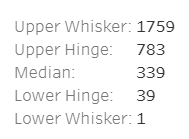 Upper Whisker: 1759
Upper Hinge: 783
Median: 339
Lower Hinge: 39
Lower Whisker: 1